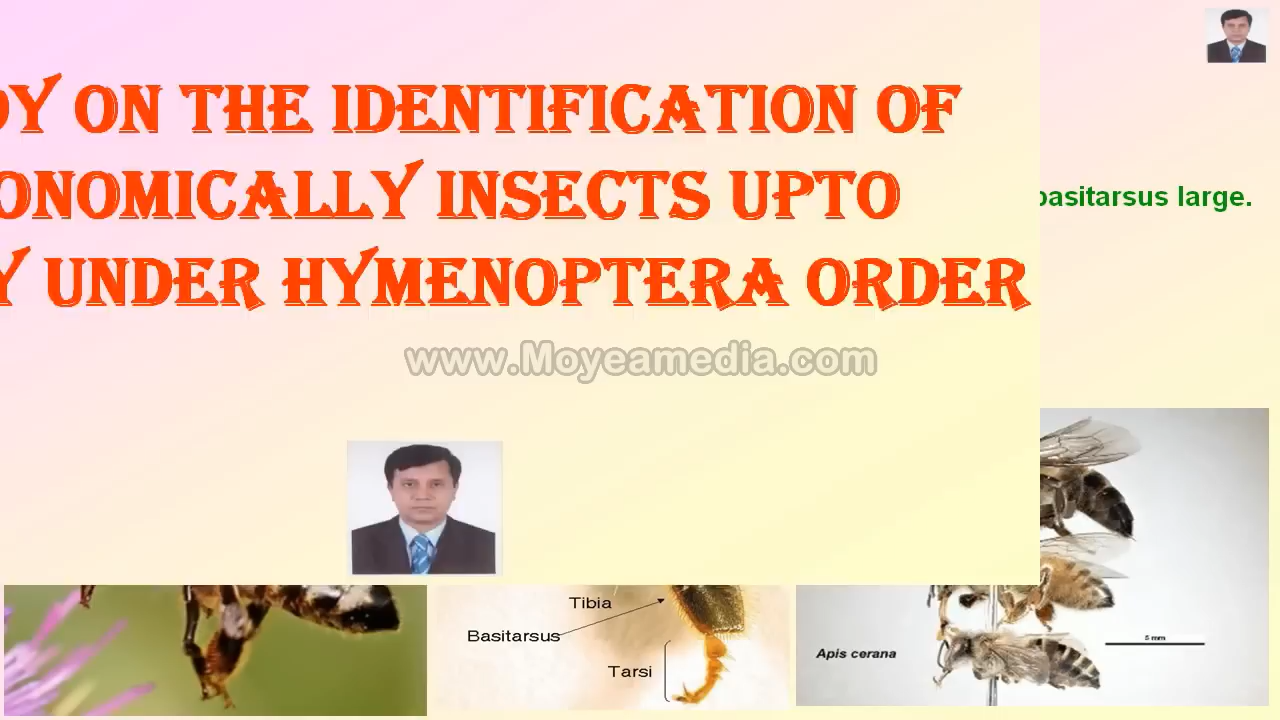 DY ON THE IDENTIFICATION OF
ONOMICALLY INSECTS UPTO
Y UNDER HYMENOPTERA ORDER
basitarsus large.
www.Moyeamedia.com
Tibia
Basitarsus
Tarsi
Apis cerana
5 mm